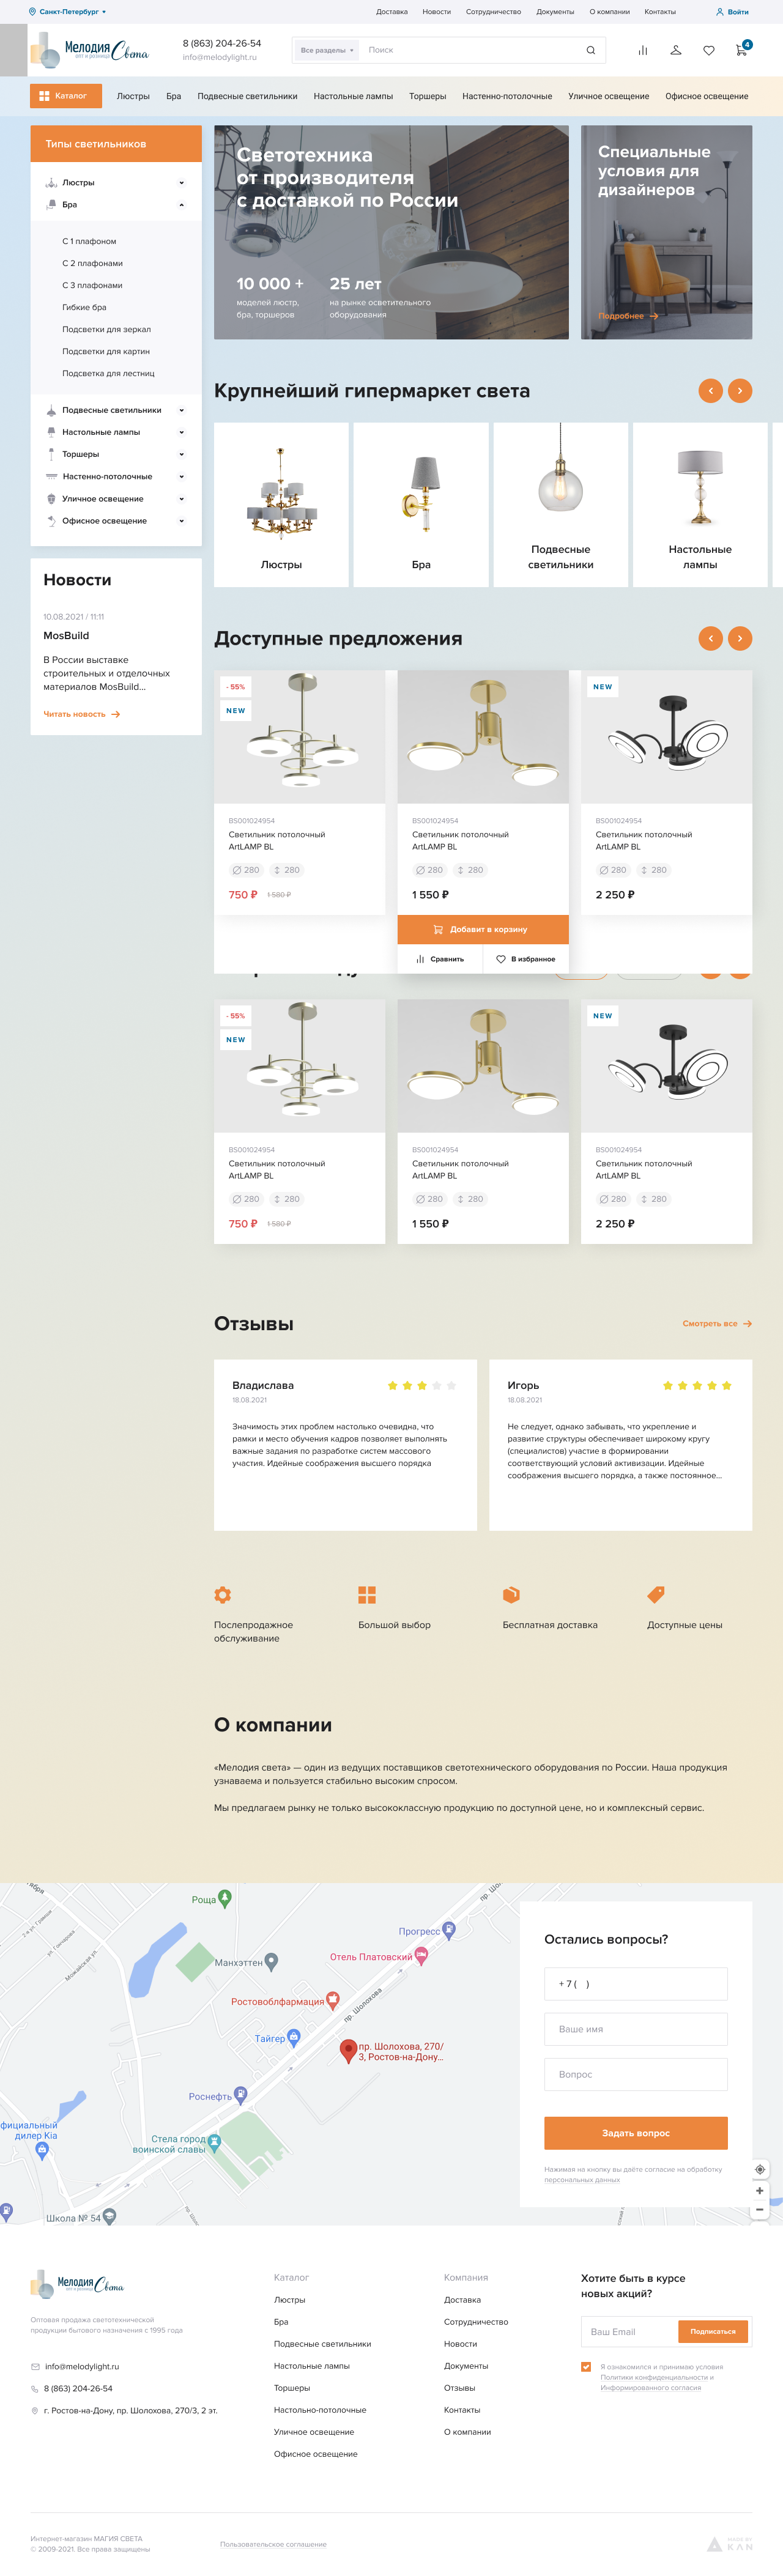 Санкт-Петербург
Доставка Новости Сотрудничество Документы О компании Контакты
Войти
Мелодия Света
опт и розница
8 (863) 204-26-54
info@melodylight.ru
Все разделы Поиск
4
Каталог Люстры Бра Подвесные светильники Настольные лампы Торшеры Настенно-потолочные Уличное освещение Офисное освещение
Типы светильников
Люстры
Бра
С 1 плафоном
С 2 плафонами
С 3 плафонами
Гибкие бра
Подсветки для зеркал
Подсветки для картин
Подсветка для лестниц
Подвесные светильники
Настольные лампы
Торшеры
Настенно-потолочные
Уличное освещение
Офисное освещение
Новости
10.08.2021 / 11:11
MosBuild
В России выставке
строительных и отделочных
материалов MosBuild...
Читать новость
Светотехника
от производителя
с доставкой по России
10 000 +
моделей люстр,
бра, торшеров
25 лет
на рынке осветительного
оборудования
Специальные
условия для
дизайнеров
Подробнее
Крупнейший гипермаркет света
Люстры
Бра
Подвесные
светильники
Настольные
лампы
Доступные предложения
- 55%
NEW
BS001024954
Светильник потолочный
ArtLAMP BL
280 280
750 ₽ 1 580 ₽
BS001024954
Светильник потолочный
ArtLAMP BL
280 280
1 550 ₽
Добавит в корзину
Сравнить В избранное
NEW
BS001024954
Светильник потолочный
ArtLAMP BL
280 280
2 250 ₽
- 55%
NEW
BS001024954
Светильник потолочный
ArtLAMP BL
280 280
750 ₽ 1 580 ₽
BS001024954
Светильник потолочный
ArtLAMP BL
280 280
1 550 ₽
NEW
BS001024954
Светильник потолочный
ArtLAMP BL
280 280
2 250 ₽
Отзывы
Смотреть все
Владислава
18.08.2021
Значимость этих проблем настолько очевидна, что
рамки и место обучения кадров позволяет выполнять
важные задания по разработке систем массового
участия. Идейные соображения высшего порядка
Игорь
18.08.2021
Не следует, однако забывать, что укрепление и
развитие структуры обеспечивает широкому кругу
(специалистов) участие в формировании
соответствующий условий активизации. Идейные
соображения высшего порядка, а также постоянное...
Послепродажное
обслуживание
Большой выбор
Бесплатная доставка
Доступные цены
О компании
«Мелодия света» — один из ведущих поставщиков светотехнического оборудования по России. Наша продукция
узнаваема и пользуется стабильно высоким спросом.
Мы предлагаем рынку не только высококлассную продукцию по доступной цене, но и комплексный сервис.
Роща
2-я ул. Гранная
ул. Гончарова
Можайская ул.
Прогресс
Манхэттен
Отель Платовский
Ростовоблфармация
пр. Шолохова
Тайгер
пр. Шолохова, 270/
3, Ростов-на-Дону...
Роснефть
фициальный
дилер Kia
Стела город
воинской славы
Школа № 54
Остались вопросы?
+ 7 ( )
Ваше имя
Вопрос
Задать вопрос
Нажимая на кнопку вы даёте согласие на обработку
персональных данных
Мелодия Света
опт и розница
Оптовая продажа светотехнической
продукции бытового назначения с 1995 года
info@melodylight.ru
8 (863) 204-26-54
г. Ростов-на-Дону, пр. Шолохова, 270/3, 2 эт.
Каталог
Люстры
Бра
Подвесные светильники
Настольные лампы
Торшеры
Настольно-потолочные
Уличное освещение
Офисное освещение
Компания
Доставка
Сотрудничество
Новости
Документы
Отзывы
Контакты
О компании
Хотите быть в курсе
новых акций?
Ваш Email Подписаться
Я ознакомился и принимаю условия
Политики конфиденциальности и
Информированного согласия
Интернет-магазин МАГИЯ СВЕТА
© 2009-2021. Все права защищены
Пользовательское соглашение
MADE BY
KAN